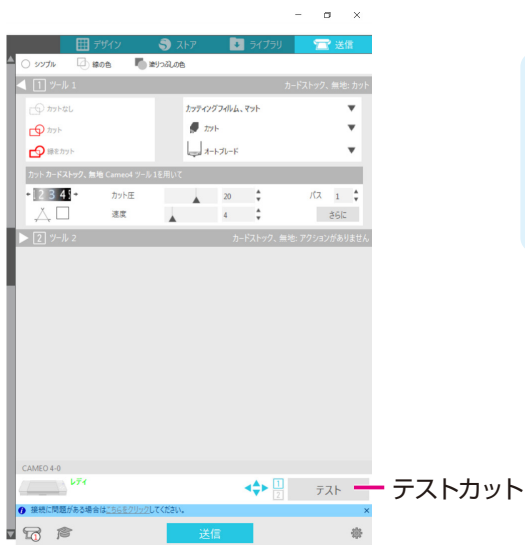 デザイン ストア ライブラリ 送信
シンプル 線の色 塗りつぶしの色
1 ツール 1 カードストック、無地: カット
カットなし
カット
線をカット
カッティングフィルム、マット
カット
オートブレード
カット カードストック、無地 Cameo4 ツール 1を用いて
カット圧 20 パス 1
速度 4 さらに
2 ツール 2 カードストック、無地: アクションがありません
CAMEO 4-0
レディ
1
2
テスト テストカット
接続に問題がある場合はこちらをクリックしてください。
送信